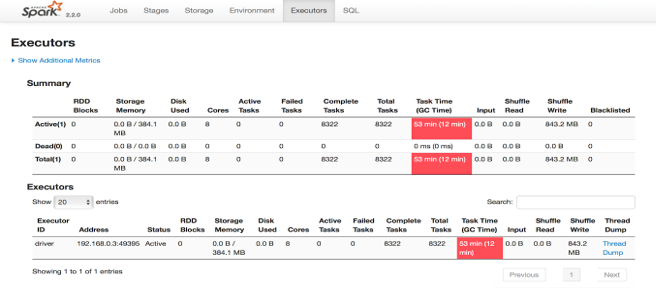 APACHE
Spark 2.2.0 Jobs Stages Storage Environment Executors SQL
Executors
Show Additional Metrics
Summary
RDD Blocks Storage Memory Disk Used Cores Active Tasks Failed Tasks Complete Tasks Total Tasks Task Time (GC Time) Input Shuffle Read Shuffle Write Blacklisted
Active(1) 0 0.0 B / 384.1 MB 0.0 B 8 0 0 8322 8322 53 min (12 min) 0.0 B 0.0 B 843.2 MB 0
Dead(0) 0 0.0 B / 0.0 B 0.0 B 0 0 0 0 0 0 ms (0 ms) 0.0 B 0.0 B 0.0 B 0
Total(1) 0 0.0 B / 384.1 MB 0.0 B 8 0 0 8322 8322 53 min (12 min) 0.0 B 0.0 B 843.2 MB 0
Executors
Show 20 entries Search:
Executor ID Address Status RDD Blocks Storage Memory Disk Used Cores Active Tasks Failed Tasks Complete Tasks Total Tasks Task Time (GC Time) Input Shuffle Read Shuffle Write Thread Dump
driver 192.168.0.3:49395 Active 0 0.0 B / 384.1 MB 0.0 B 8 0 0 8322 8322 53 min (12 min) 0.0 B 0.0 B 843.2 MB Thread Dump
Showing 1 to 1 of 1 entries
Previous 1 Next